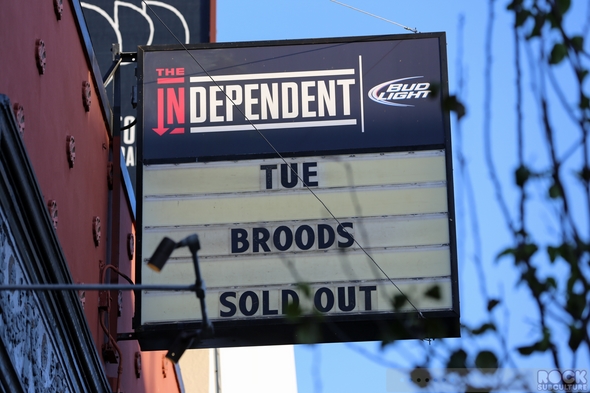 THE
INDEPENDENT
BUD
LIGHT
TUE
BROODS
SOLD OUT
ROCK
SUBCULTURE